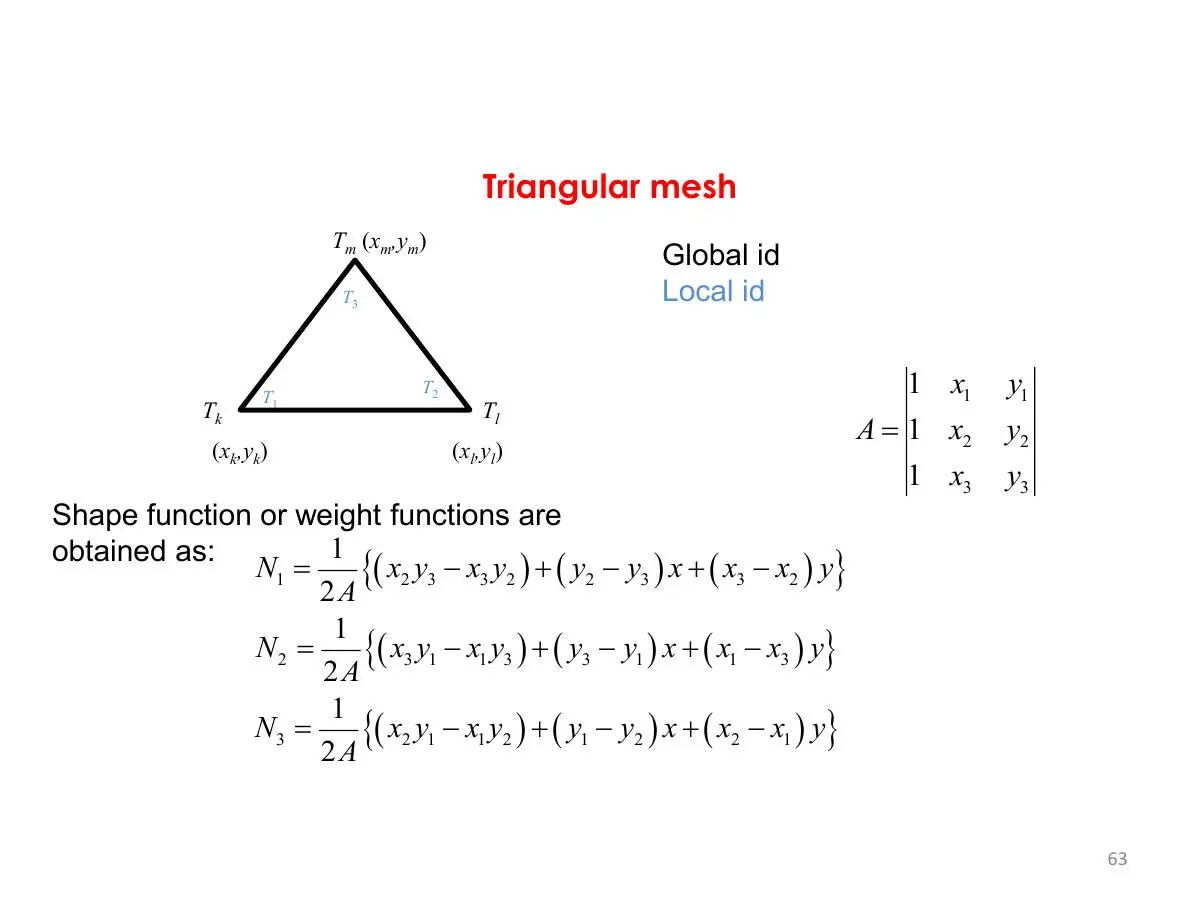 Triangular mesh
Tm (xm,ym)
Global id
Local id
T3
T1
T2
Tk
Tl
(xk,yk)
(xl,yl)
A = |1 x1 y1|
|1 x2 y2|
|1 x3 y3|
Shape function or weight functions are
obtained as:
N1 = 1/2A {(x2y3 − x3y2) + (y2 − y3)x + (x3 − x2)y}
N2 = 1/2A {(x3y1 − x1y3) + (y3 − y1)x + (x1 − x3)y}
N3 = 1/2A {(x2y1 − x1y2) + (y1 − y2)x + (x2 − x1)y}
63